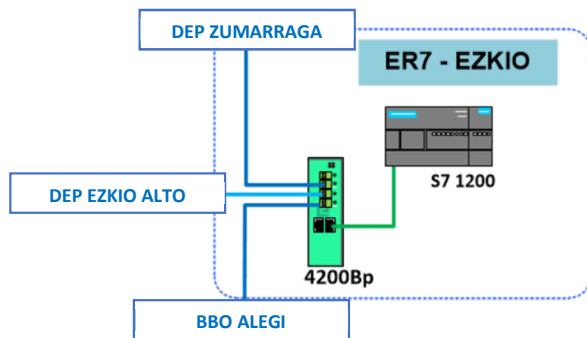 DEP ZUMARRAGA
ER7 - EZKIO
S7 1200
DEP EZKIO ALTO
4200Bp
BBO ALEGI